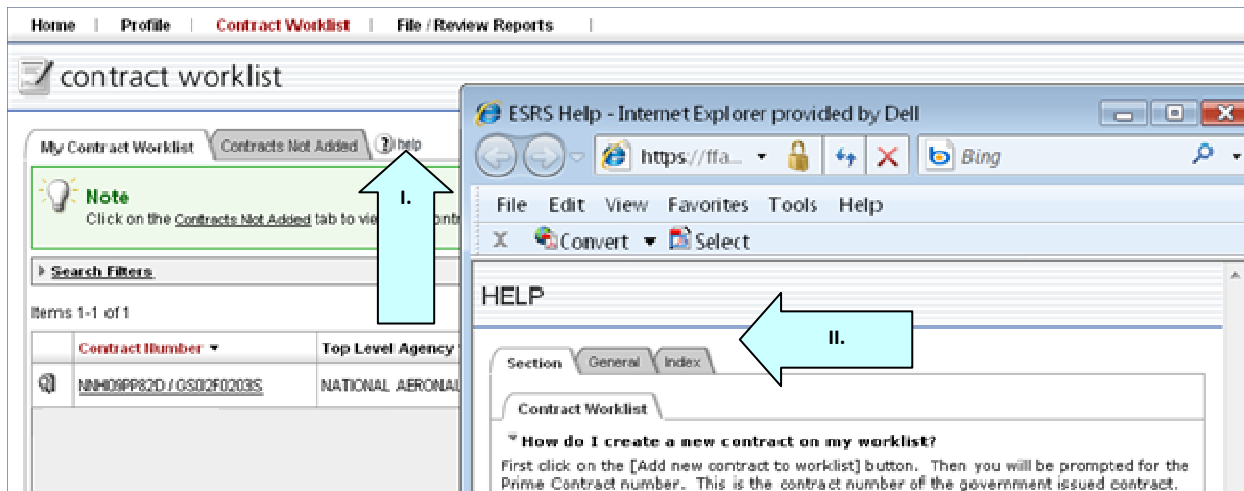 Home | Profile | Contract Worklist | File / Review Reports |
contract worklist
My Contract Worklist Contracts Not Added ? help
I.
Note
Click on the Contracts Not Added tab to vie
Search Filters
Items 1-1 of 1
Contract Number Top Level Agency
NATIONAL AERONAU
ESRS Help - Internet Explorer provided by Dell
https://ffa... Bing
File Edit View Favorites Tools Help
X Convert Select
HELP
II.
Section General Index
Contract Worklist
How do I create a new contract on my worklist?
First click on the [Add new contract to worklist] button. Then you will be prompted for the
Prime Contract number. This is the contract number of the government issued contract.